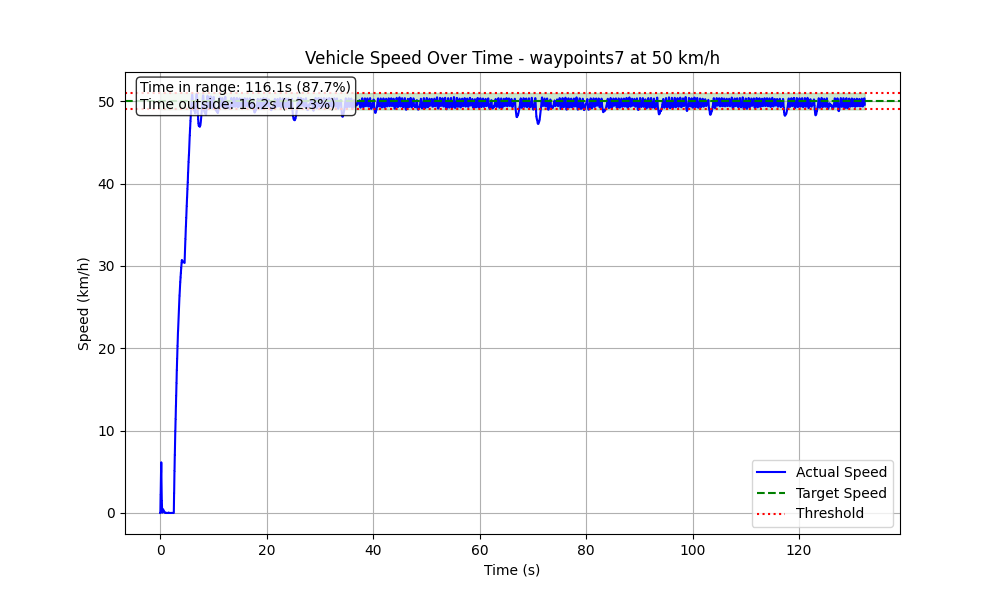 Vehicle Speed Over Time - waypoints7 at 50 km/h
Time in range: 116.1s (87.7%)
Time outside: 16.2s (12.3%)
50
40
30
20
10
0
Speed (km/h)
Actual Speed
Target Speed
Threshold
0 20 40 60 80 100 120
Time (s)